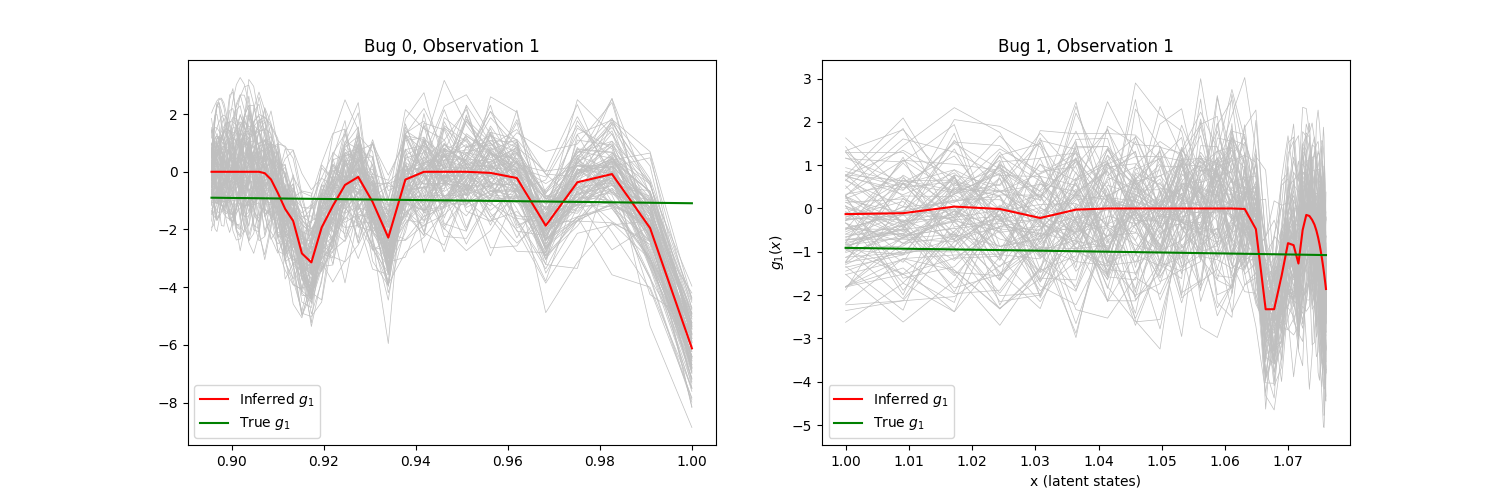 Bug 0, Observation 1
2
0
−2
−4
−6
−8
Inferred g₁
True g₁
0.90 0.92 0.94 0.96 0.98 1.00
Bug 1, Observation 1
g₁(x)
3
2
1
0
−1
−2
−3
−4
−5
Inferred g₁
True g₁
1.00 1.01 1.02 1.03 1.04 1.05 1.06 1.07
x (latent states)